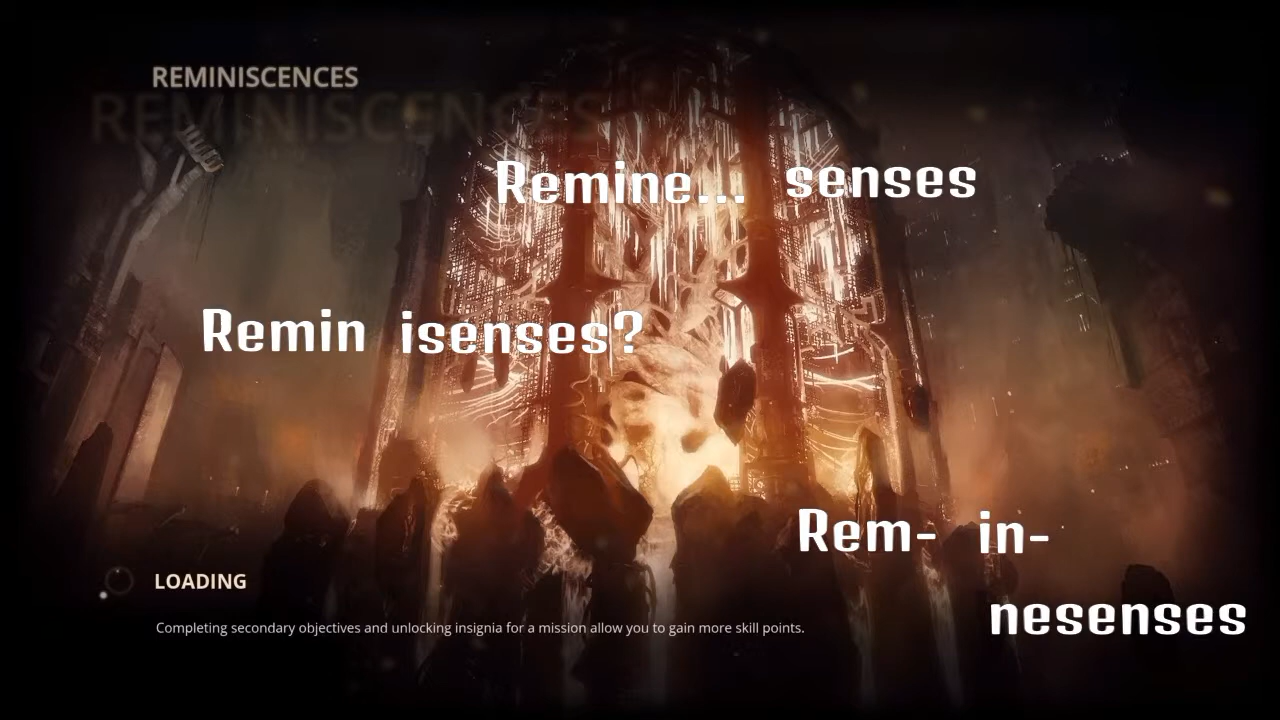 REMINISCENCES
REMINISCENCES
Remine... senses
Remin isenses?
Rem- in-
LOADING
nesenses
Completing secondary objectives and unlocking insignia for a mission allow you to gain more skill points.